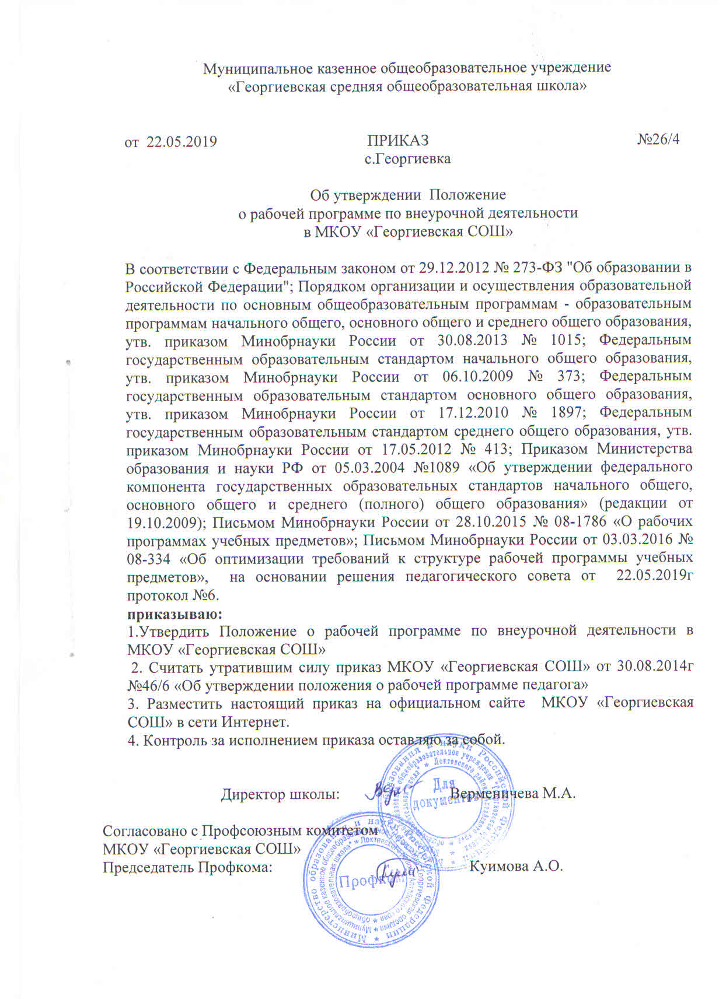 Муниципальное казенное общеобразовательное учреждение
«Георгиевская средняя общеобразовательная школа»
от 22.05.2019 ПРИКАЗ №26/4
с.Георгиевка
Об утверждении Положение
о рабочей программе по внеурочной деятельности
в МКОУ «Георгиевская СОШ»
В соответствии с Федеральным законом от 29.12.2012 № 273-ФЗ "Об образовании в
Российской Федерации"; Порядком организации и осуществления образовательной
деятельности по основным общеобразовательным программам - образовательным
программам начального общего, основного общего и среднего общего образования,
утв. приказом Минобрнауки России от 30.08.2013 № 1015; Федеральным
государственным образовательным стандартом начального общего образования,
утв. приказом Минобрнауки России от 06.10.2009 № 373; Федеральным
государственным образовательным стандартом основного общего образования,
утв. приказом Минобрнауки России от 17.12.2010 № 1897; Федеральным
государственным образовательным стандартом среднего общего образования, утв.
приказом Минобрнауки России от 17.05.2012 № 413; Приказом Министерства
образования и науки РФ от 05.03.2004 №1089 «Об утверждении федерального
компонента государственных образовательных стандартов начального общего,
основного общего и среднего (полного) общего образования» (редакции от
19.10.2009); Письмом Минобрнауки России от 28.10.2015 № 08-1786 «О рабочих
программах учебных предметов»; Письмом Минобрнауки России от 03.03.2016 №
08-334 «Об оптимизации требований к структуре рабочей программы учебных
предметов», на основании решения педагогического совета от 22.05.2019г
протокол №6.
приказываю:
1.Утвердить Положение о рабочей программе по внеурочной деятельности в
МКОУ «Георгиевская СОШ»
2. Считать утратившим силу приказ МКОУ «Георгиевская СОШ» от 30.08.2014г
№46/6 «Об утверждении положения о рабочей программе педагога»
3. Разместить настоящий приказ на официальном сайте МКОУ «Георгиевская
СОШ» в сети Интернет.
4. Контроль за исполнением приказа оставляю за собой.
Директор школы: Верменичева М.А.
Для
документов
Согласовано с Профсоюзным комитетом
МКОУ «Георгиевская СОШ»
Председатель Профкома: Куимова А.О.
Профком
Министерство образования и науки Российской Федерации